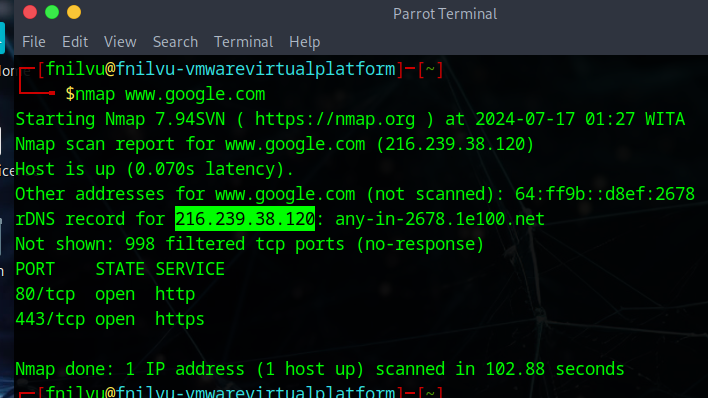 Parrot Terminal
File Edit View Search Terminal Help
[fnilvu@fnilvu-vmwarevirtualplatform]-[~]
$nmap www.google.com
Starting Nmap 7.94SVN ( https://nmap.org ) at 2024-07-17 01:27 WITA
Nmap scan report for www.google.com (216.239.38.120)
Host is up (0.070s latency).
Other addresses for www.google.com (not scanned): 64:ff9b::d8ef:2678
rDNS record for 216.239.38.120: any-in-2678.1e100.net
Not shown: 998 filtered tcp ports (no-response)
PORT    STATE SERVICE
80/tcp  open  http
443/tcp open  https
Nmap done: 1 IP address (1 host up) scanned in 102.88 seconds
[fnilvu@fnilvu-vmwarevirtualplatform]-[~]